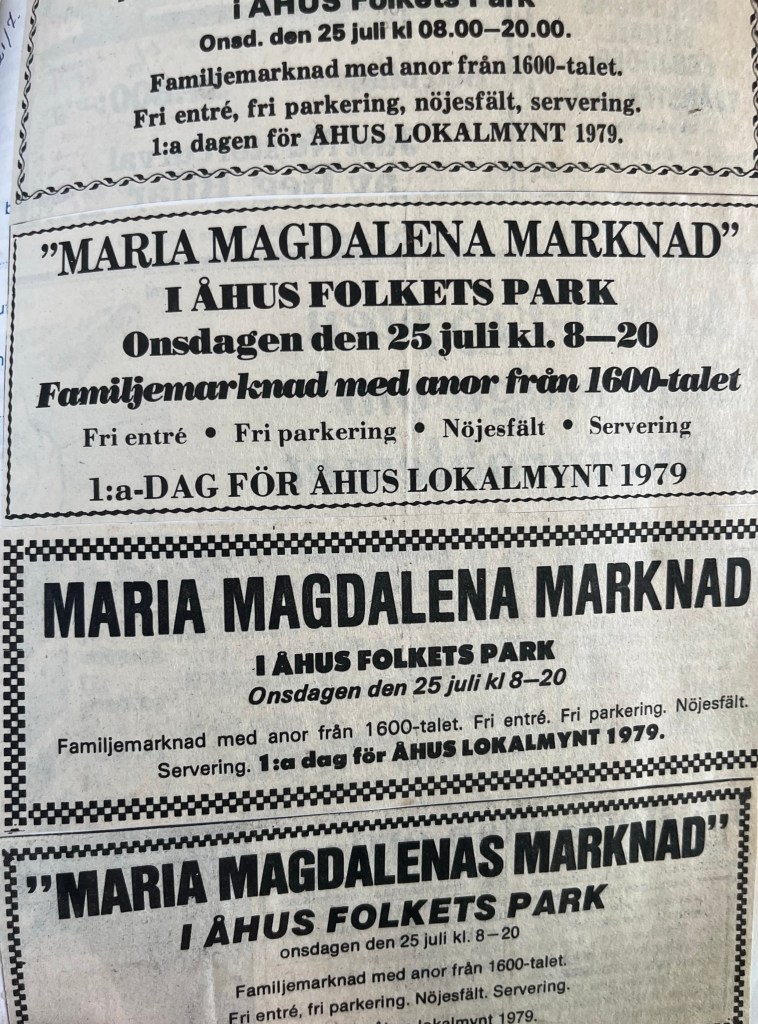 i ÅHUS Folkets Park
Onsd. den 25 juli kl 08.00—20.00.
Familjemarknad med anor från 1600-talet.
Fri entré, fri parkering, nöjesfält, servering.
1:a dagen för ÅHUS LOKALMYNT 1979.
”MARIA MAGDALENA MARKNAD”
I ÅHUS FOLKETS PARK
Onsdagen den 25 juli kl. 8—20
Familjemarknad med anor från 1600-talet
Fri entré • Fri parkering • Nöjesfält • Servering
1:a-DAG FÖR ÅHUS LOKALMYNT 1979
MARIA MAGDALENA MARKNAD
I ÅHUS FOLKETS PARK
Onsdagen den 25 juli kl 8—20
Familjemarknad med anor från 1600-talet. Fri entré. Fri parkering. Nöjesfält.
Servering. 1:a dag för ÅHUS LOKALMYNT 1979.
”MARIA MAGDALENAS MARKNAD”
I ÅHUS FOLKETS PARK
onsdagen den 25 juli kl. 8—20
Familjemarknad med anor från 1600-talet.
Fri entré, fri parkering. Nöjesfält. Servering.
lokalmynt 1979.